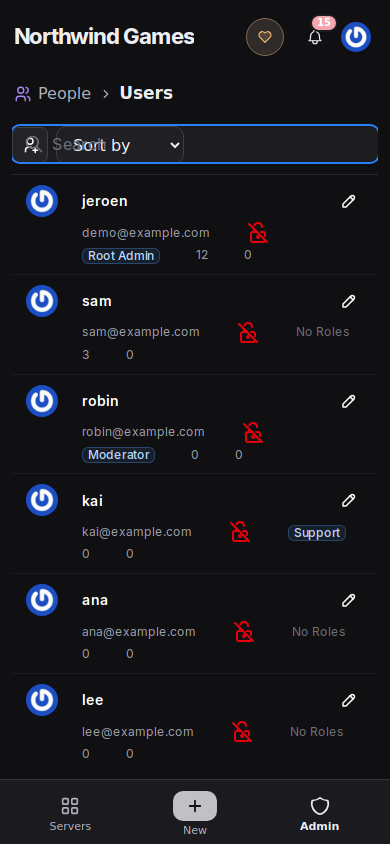 Northwind Games
15
People > Users
Search
Sort by
jeroen
demo@example.com
Root Admin 12 0
sam
sam@example.com No Roles
3 0
robin
robin@example.com
Moderator 0 0
kai
kai@example.com Support
0 0
ana
ana@example.com No Roles
0 0
lee
lee@example.com No Roles
0 0
Servers New Admin